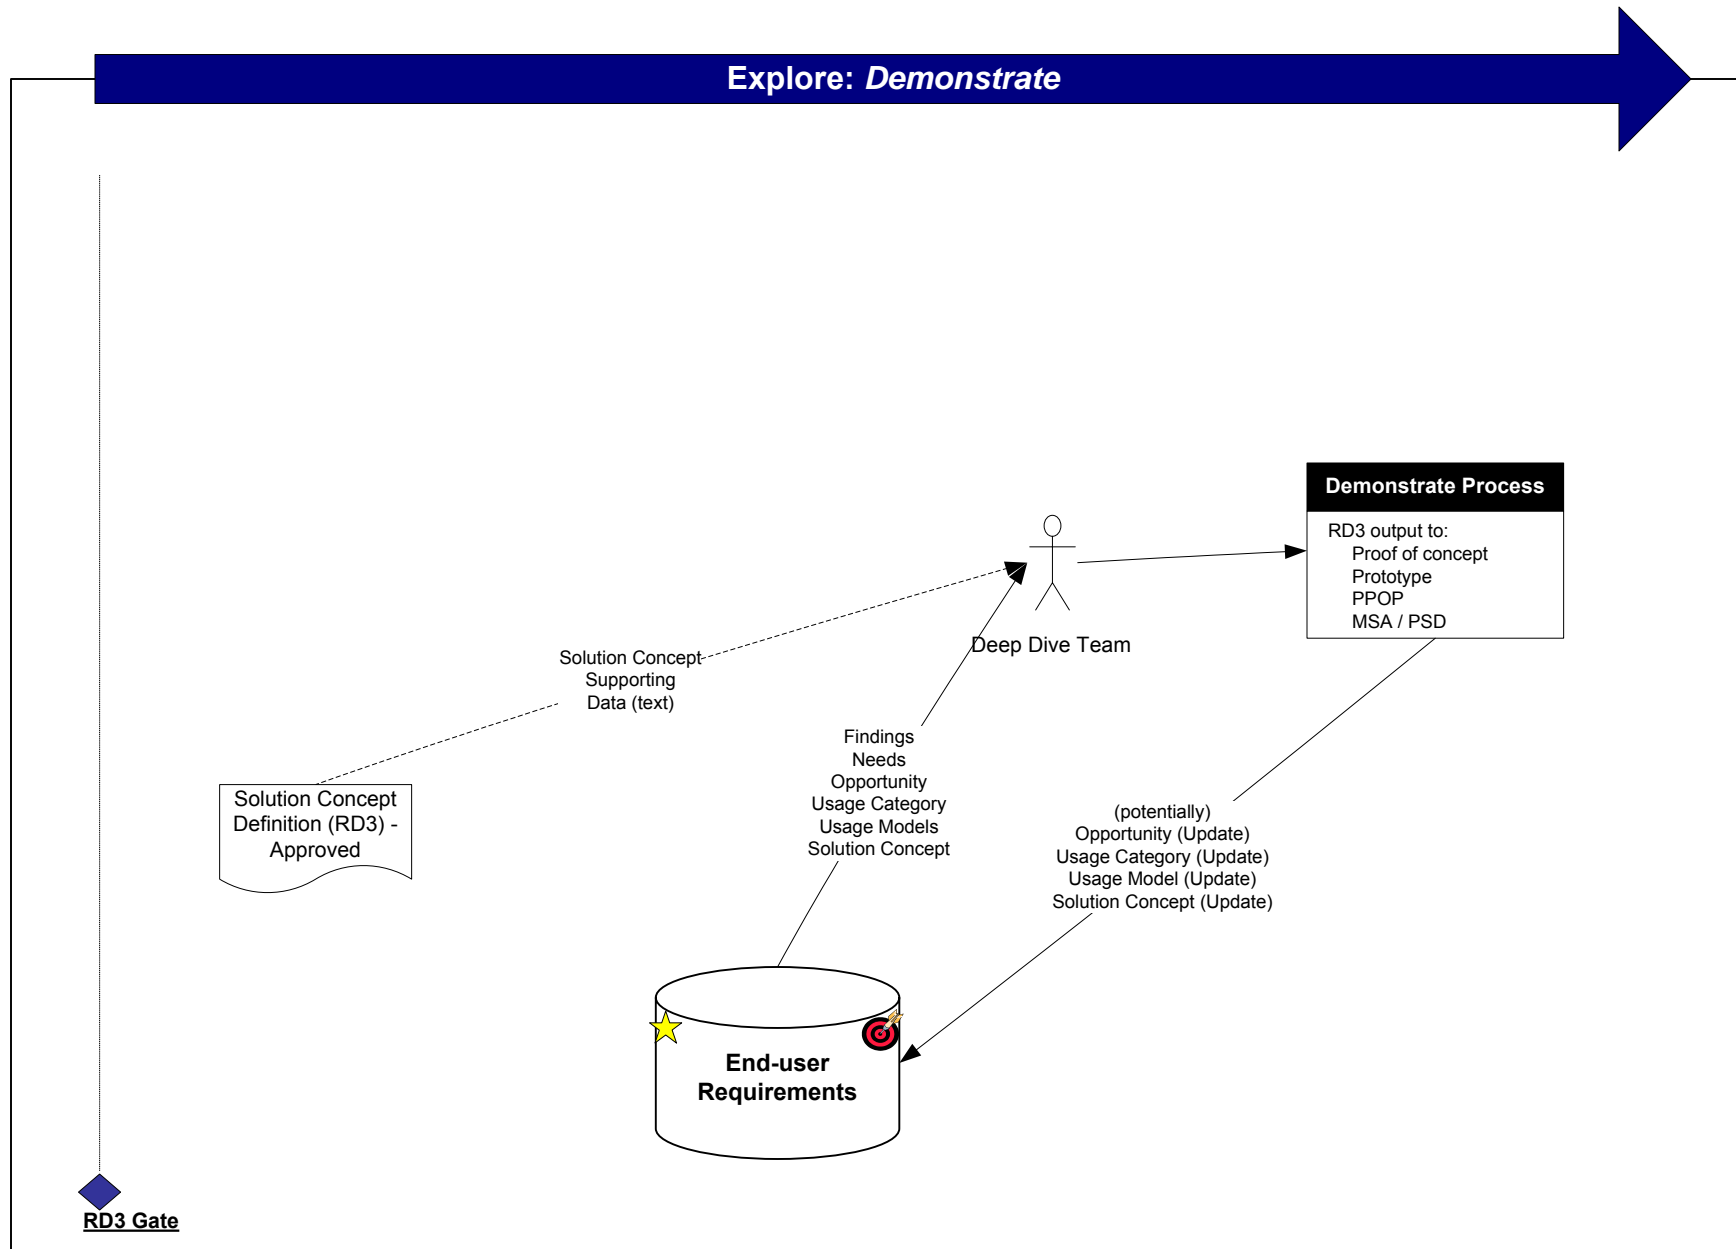 Explore: Demonstrate
Demonstrate Process
RD3 output to:
Proof of concept
Prototype
PPOP
MSA / PSD
Deep Dive Team
Solution Concept
Supporting
Data (text)
Findings
Needs
Opportunity
Usage Category
Usage Models
Solution Concept
Solution Concept
Definition (RD3) -
Approved
(potentially)
Opportunity (Update)
Usage Category (Update)
Usage Model (Update)
Solution Concept (Update)
End-user
Requirements
RD3 Gate